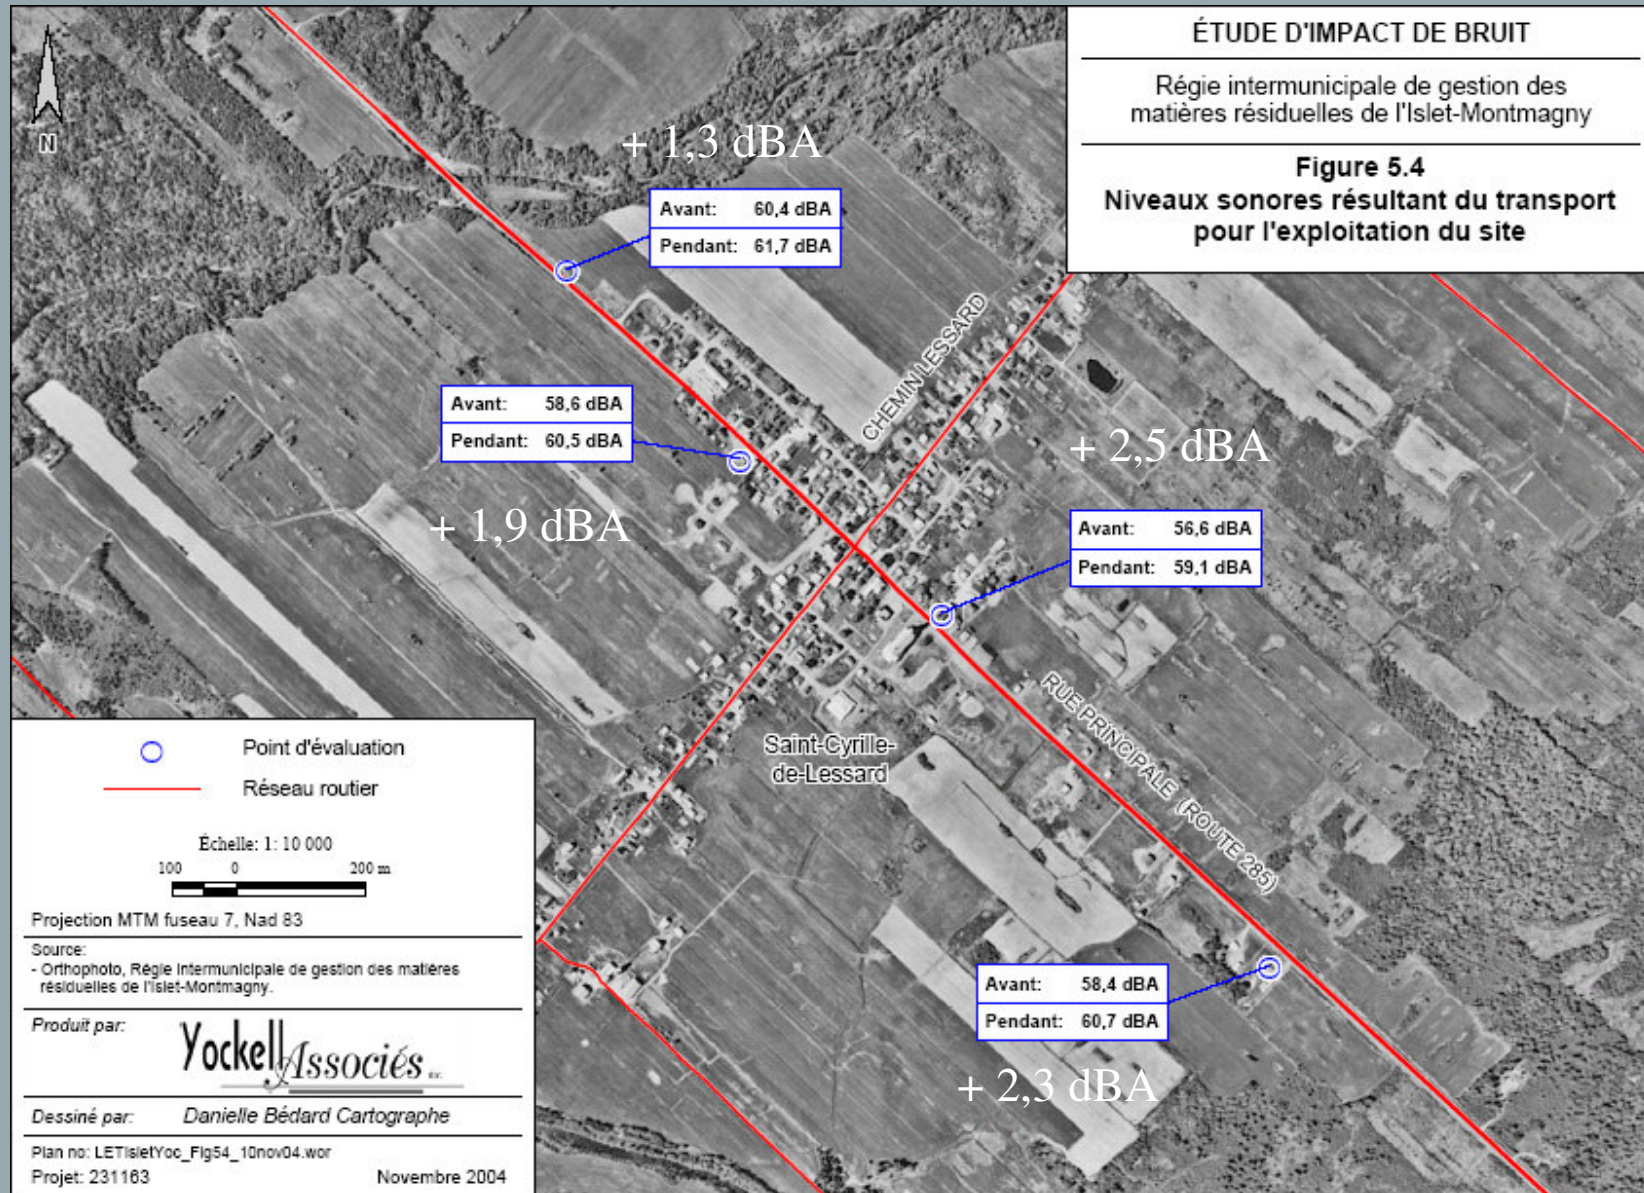 ÉTUDE D'IMPACT DE BRUIT
Régie intermunicipale de gestion des
matières résiduelles de l'Islet-Montmagny
Figure 5.4
Niveaux sonores résultant du transport
pour l'exploitation du site
N
+ 1,3 dBA
Avant: 60,4 dBA
Pendant: 61,7 dBA
CHEMIN LESSARD
Avant: 58,6 dBA
Pendant: 60,5 dBA
+ 1,9 dBA
+ 2,5 dBA
Avant: 56,6 dBA
Pendant: 59,1 dBA
RUE PRINCIPALE (ROUTE 285)
Saint-Cyrille-
de-Lessard
Avant: 58,4 dBA
Pendant: 60,7 dBA
+ 2,3 dBA
Point d'évaluation
Réseau routier
Échelle: 1: 10 000
100 0 200 m
Projection MTM fuseau 7, Nad 83
Source:
- Orthophoto, Régie intermunicipale de gestion des matières
résiduelles de l'Islet-Montmagny.
Produit par:
Yockell Associés
Dessiné par: Danielle Bédard Cartographe
Plan no: LETIsletYoc_Fig54_10nov04.wor
Projet: 231163 Novembre 2004